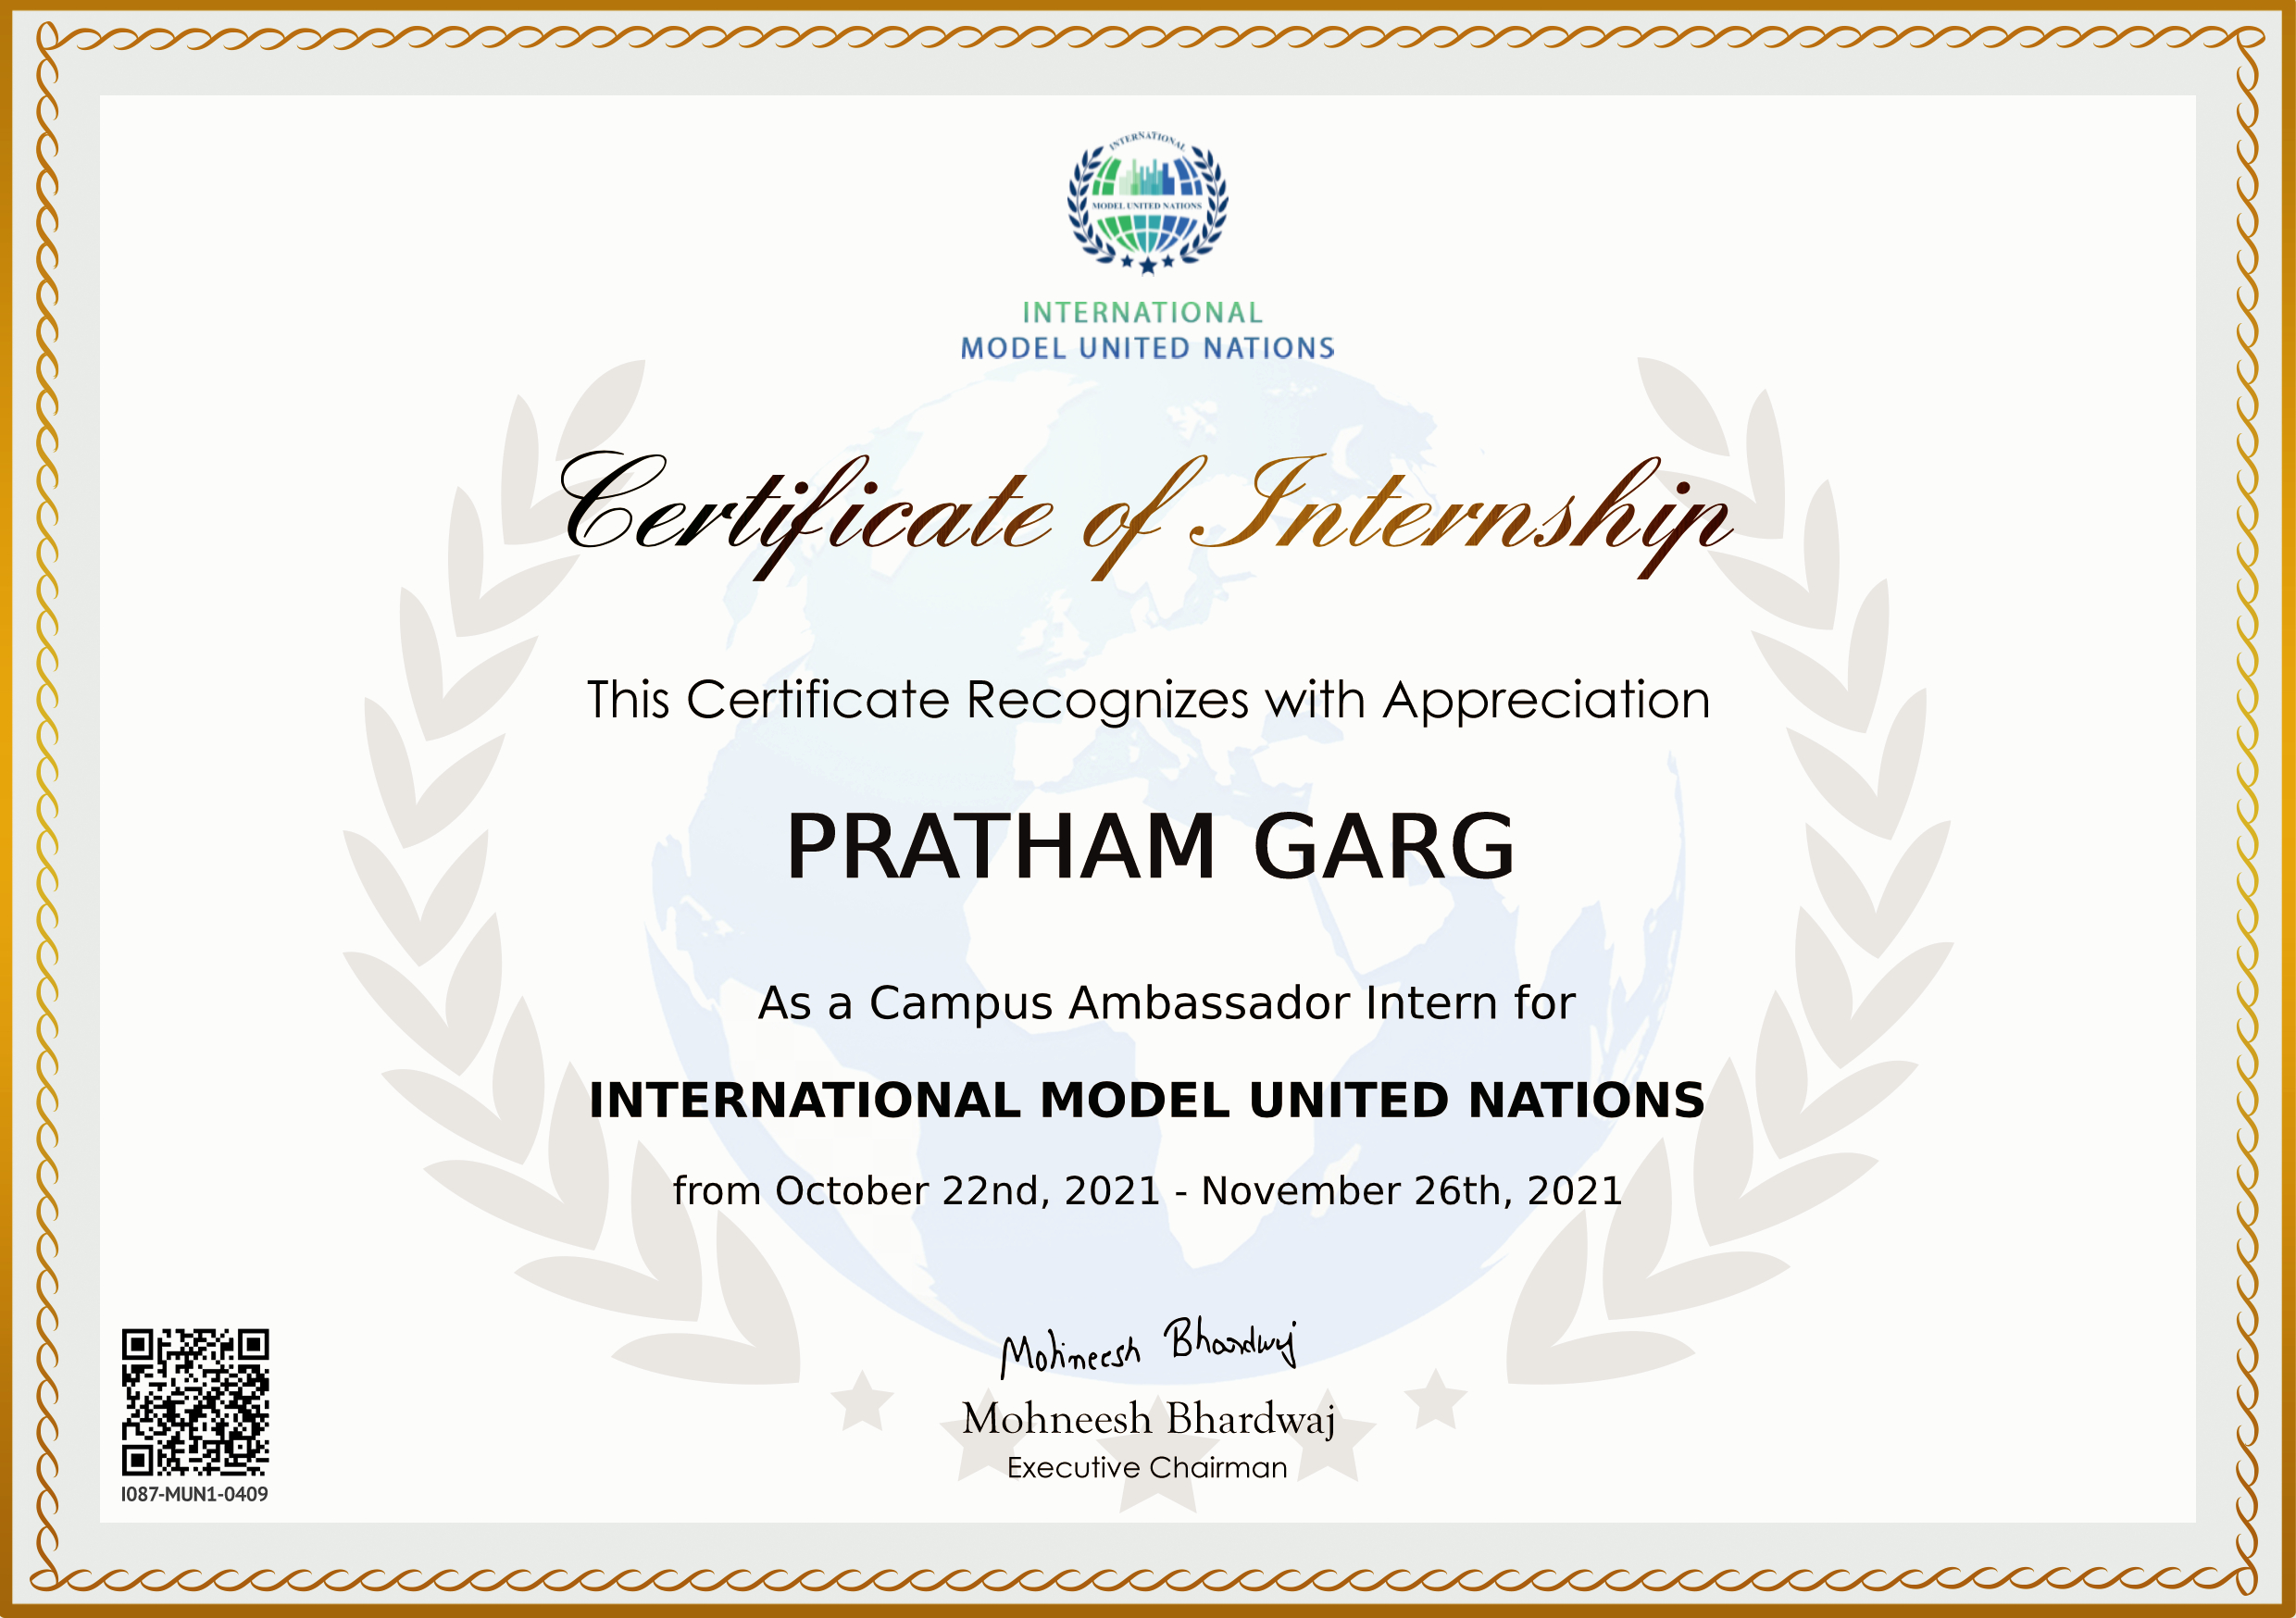 INTERNATIONAL
MODEL UNITED NATIONS
INTERNATIONAL
MODEL UNITED NATIONS
Certificate of Internship
This Certificate Recognizes with Appreciation
PRATHAM GARG
As a Campus Ambassador Intern for
INTERNATIONAL MODEL UNITED NATIONS
from October 22nd, 2021 - November 26th, 2021
Mohneesh Bhardwaj
Mohneesh Bhardwaj
Executive Chairman
I087-MUN1-0409